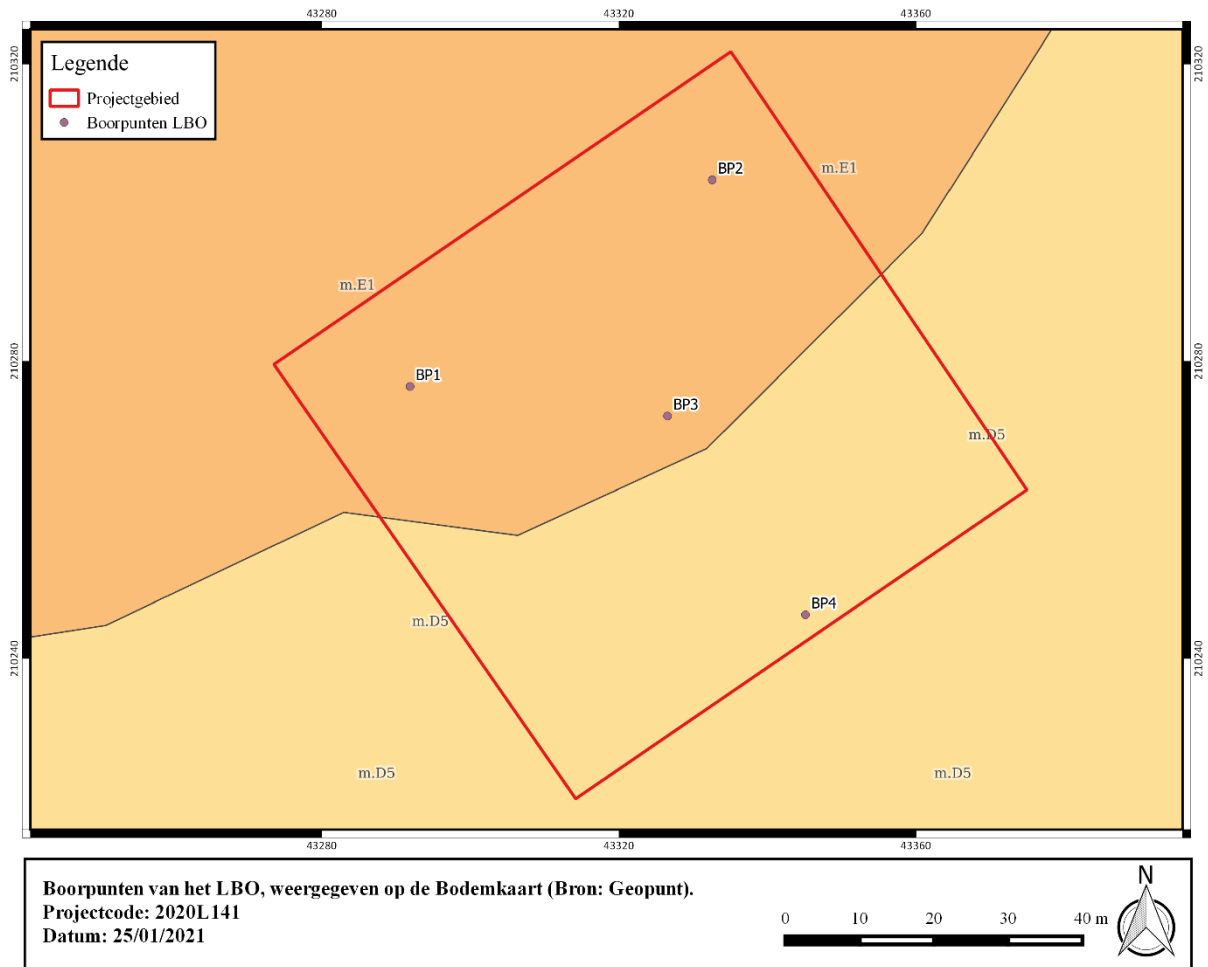 43280 43320 43360
210320 210320
Legende
Projectgebied
Boorpunten LBO
BP2
m.E1
m.E1
210280 210280
BP1
BP3
m.D5
BP4
m.D5
210240 210240
m.D5 m.D5
43280 43320 43360
Boorpunten van het LBO, weergegeven op de Bodemkaart (Bron: Geopunt).
Projectcode: 2020L141
Datum: 25/01/2021
0 10 20 30 40 m
N